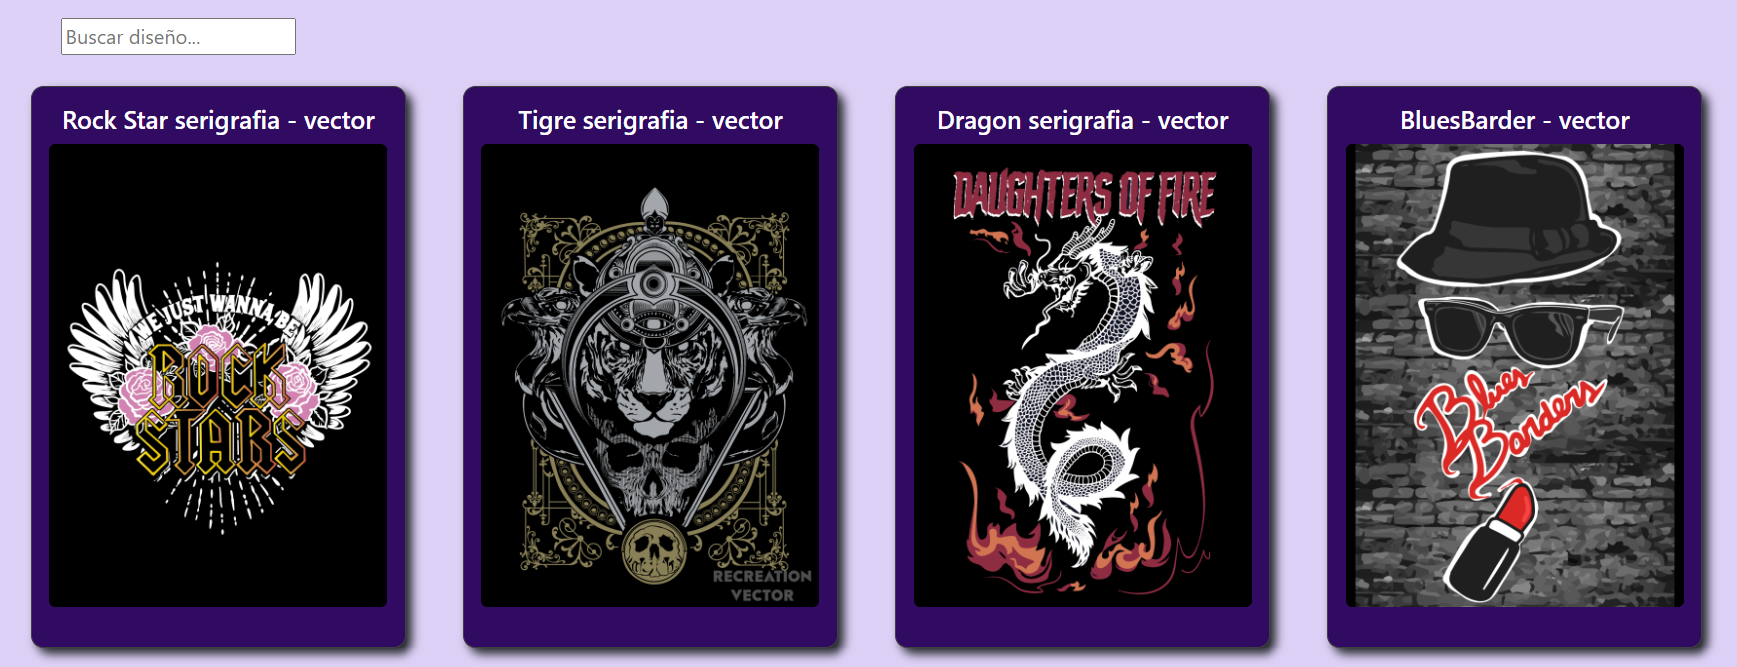 Buscar diseño...
Rock Star serigrafia - vector
WE JUST WANNA BE
ROCK
STARS
Tigre serigrafia - vector
RECREATION
VECTOR
Dragon serigrafia - vector
DAUGHTERS OF FIRE
BluesBarder - vector
Blues
Barders